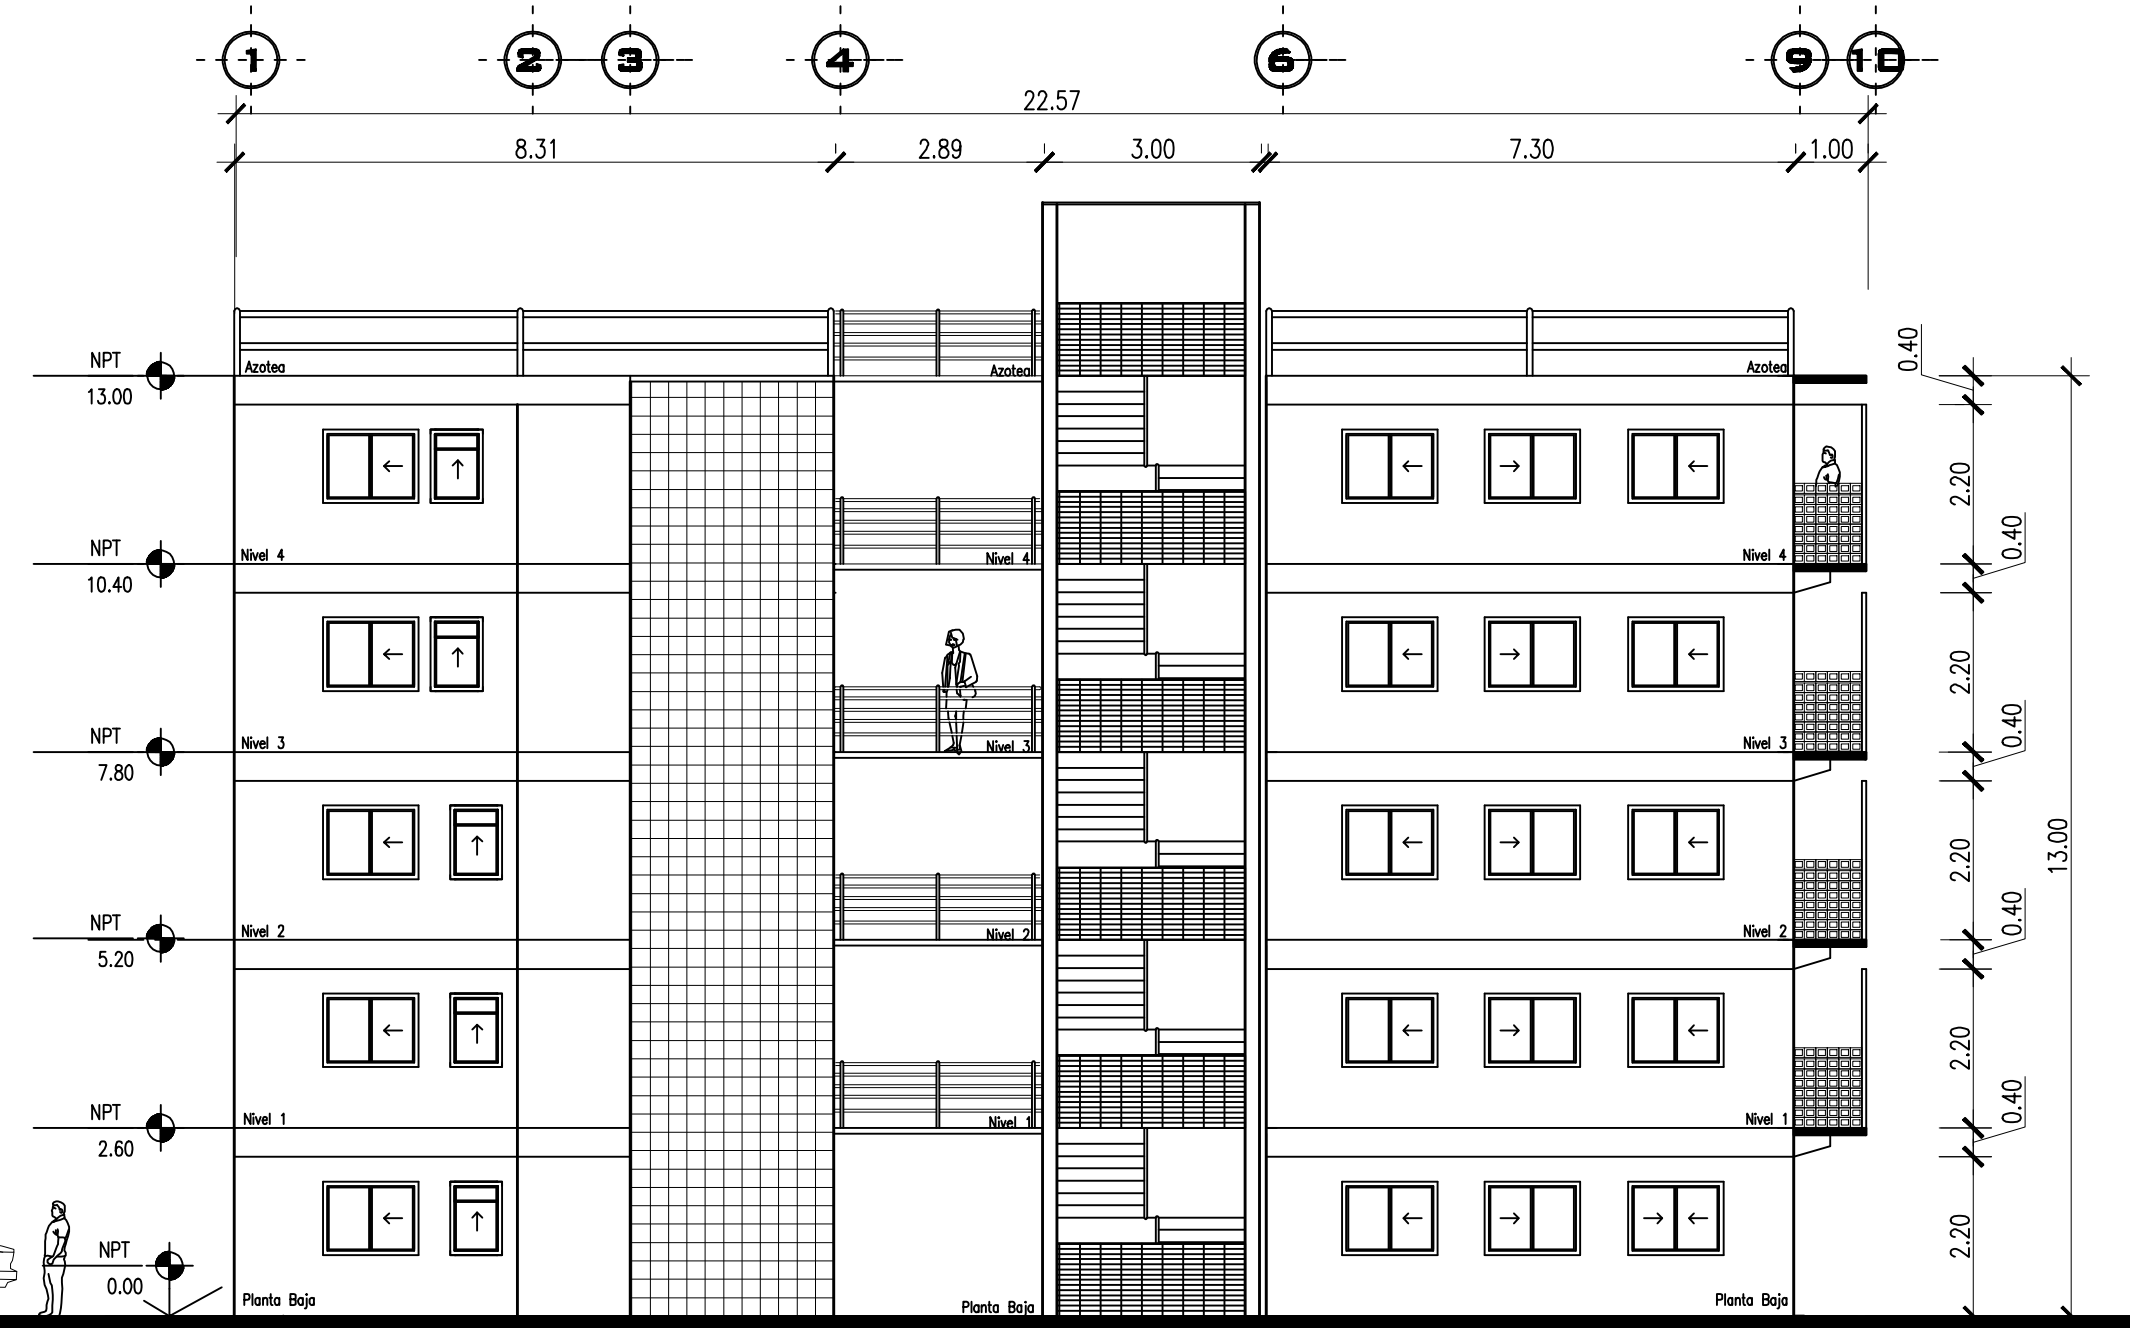 1 2 3 4 6 9 10
22.57
8.31 2.89 3.00 7.30 1.00
0.40
NPT
Azotea Azotea Azotea
13.00
2.20
0.40
NPT
Nivel 4 Nivel 4 Nivel 4
10.40
2.20
0.40
NPT
Nivel 3 Nivel 3 Nivel 3
7.80
2.20
13.00
0.40
NPT
Nivel 2 Nivel 2 Nivel 2
5.20
2.20
0.40
NPT
Nivel 1 Nivel 1 Nivel 1
2.60
2.20
NPT
0.00
Planta Baja Planta Baja Planta Baja